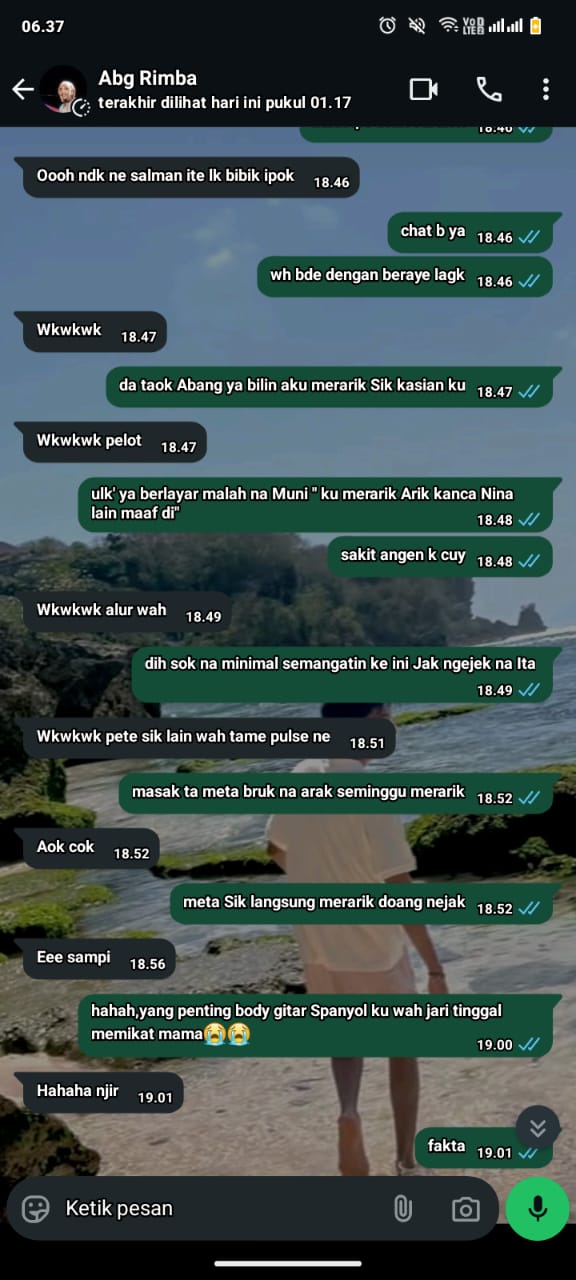 06.37
Abg Rimba
terakhir dilihat hari ini pukul 01.17
18.46
Oooh ndk ne salman ite lk bibik ipok 18.46
chat b ya 18.46
wh bde dengan beraye lagk 18.46
Wkwkwk 18.47
da taok Abang ya bilin aku merarik Sik kasian ku 18.47
Wkwkwk pelot 18.47
ulk' ya berlayar malah na Muni " ku merarik Arik kanca Nina
lain maaf di" 18.48
sakit angen k cuy 18.48
Wkwkwk alur wah 18.49
dih sok na minimal semangatin ke ini Jak ngejek na Ita
18.49
Wkwkwk pete sik lain wah tame pulse ne 18.51
masak ta meta bruk na arak seminggu merarik 18.52
Aok cok 18.52
meta Sik langsung merarik doang nejak 18.52
Eee sampi 18.56
hahah,yang penting body gitar Spanyol ku wah jari tinggal
memikat mama😭😭 19.00
Hahaha njir 19.01
fakta 19.01
Ketik pesan